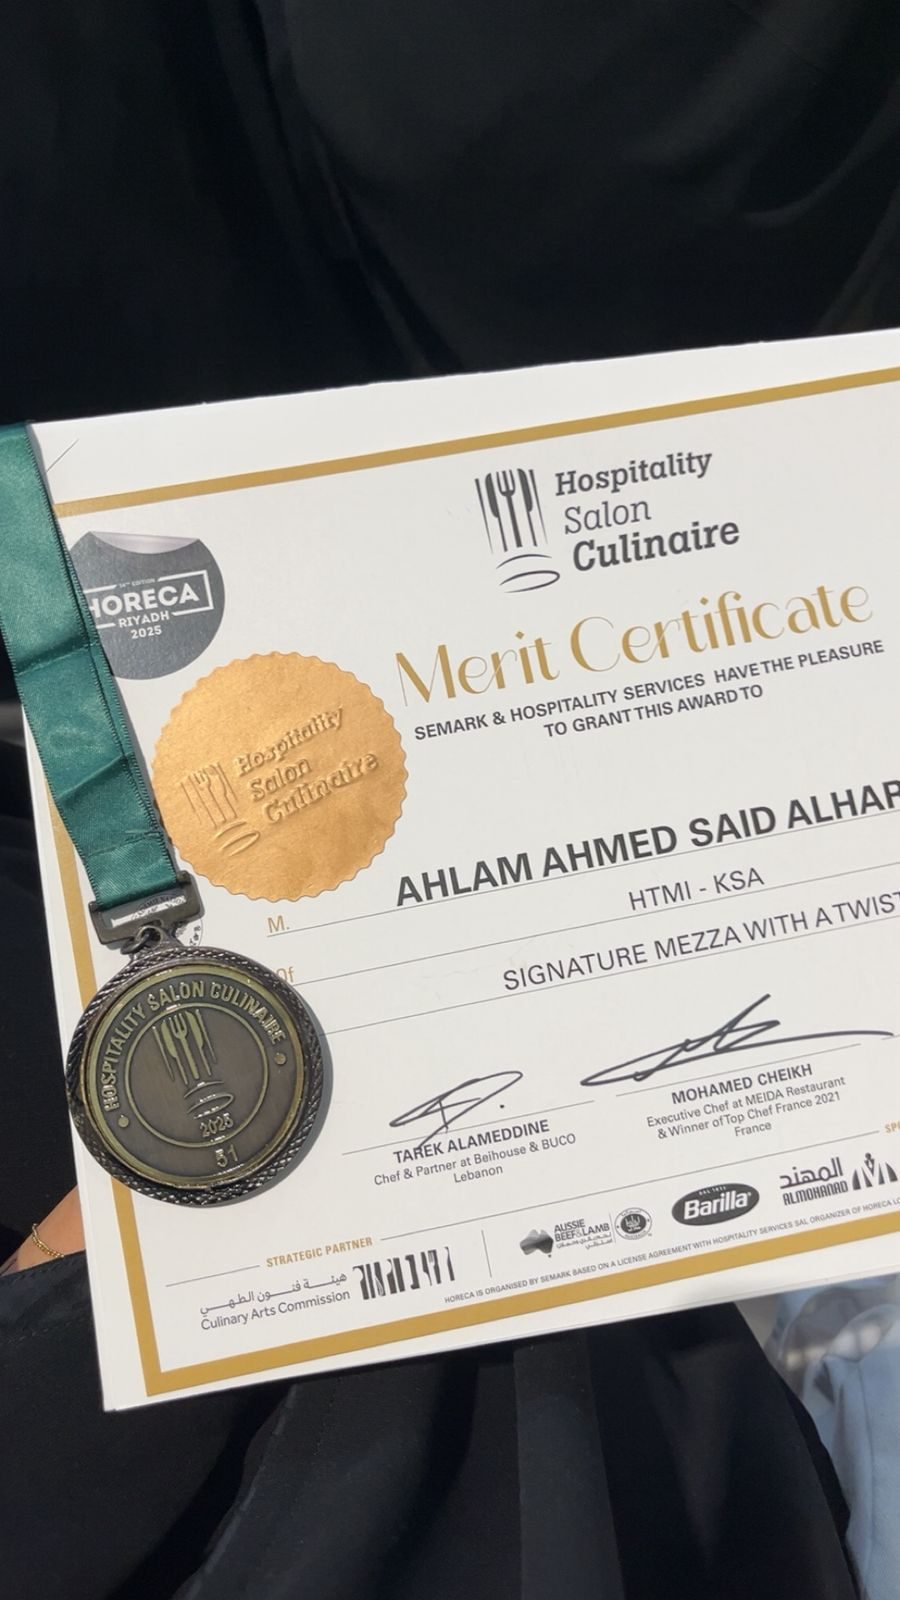 Hospitality
Salon
Culinaire
14TH EDITION
HORECA
RIYADH
2025
Merit Certificate
SEMARK & HOSPITALITY SERVICES HAVE THE PLEASURE
TO GRANT THIS AWARD TO
Hospitality
Salon
Culinaire
M. AHLAM AHMED SAID ALHAR
HTMI - KSA
Of
SIGNATURE MEZZA WITH A TWIST
HOSPITALITY SALON CULINAIRE
2025
51
TAREK ALAMEDDINE
Chef & Partner at Beihouse & BUCO
Lebanon
MOHAMED CHEIKH
Executive Chef at MEIDA Restaurant
& Winner of Top Chef France 2021
France
STRATEGIC PARTNER
هيئة فنون الطهي
Culinary Arts Commission
AUSSIE
BEEF & LAMB
Barilla
المهند
ALMOHANAD
HORECA IS ORGANISED BY SEMARK BASED ON A LICENSE AGREEMENT WITH HOSPITALITY SERVICES SAL ORGANIZER OF HORECA